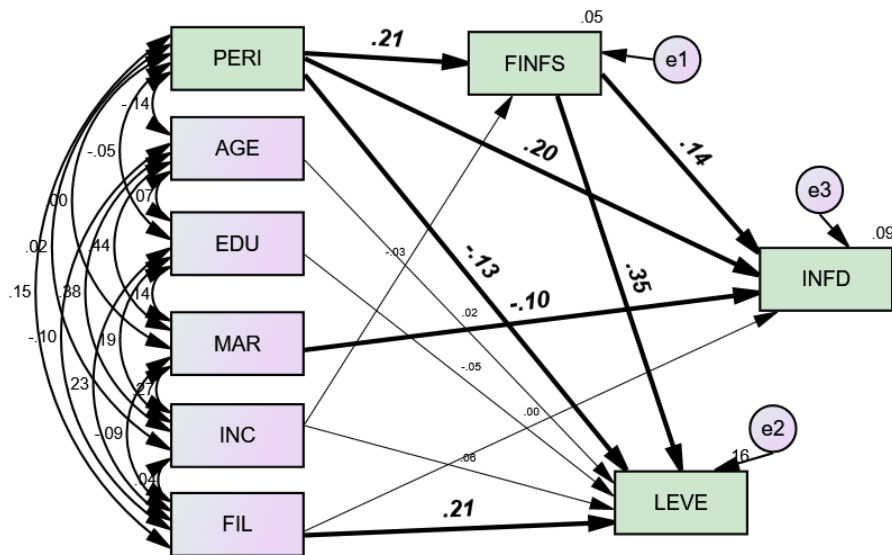 .05
.21
PERI
FINFS
e1
-.14
AGE
-.05
.20
.14
.07
e3
.00
EDU
.09
.02
.44
-.03
-.13
INFD
.15
.38
.14
.02
.35
-.10
MAR
-.10
.19
-.05
.23
.27
.00
INC
e2
-.09
.06
.16
.04
FIL
.21
LEVE